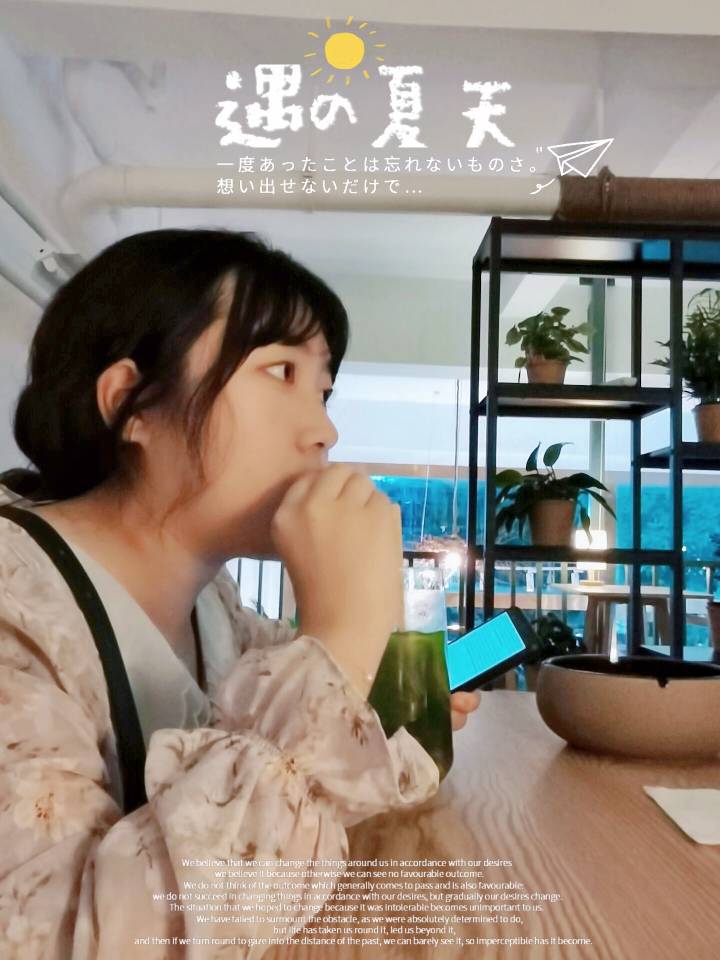 遇の夏天
一度あったことは忘れないものさ。
想い出せないだけで...
We believe that we can change the things around us in accordance with our desires
we believe it because otherwise we can see no favourable outcome.
We do not think of the outcome which generally comes to pass and is also favourable:
we do not succeed in changing things in accordance with our desires, but gradually our desires change.
The situation that we hoped to change because it was intolerable becomes unimportant to us.
We have failed to surmount the obstacle, as we were absolutely determined to do,
but life has taken us round it, led us beyond it,
and then if we turn round to gaze into the distance of the past, we can barely see it, so imperceptible has it become.